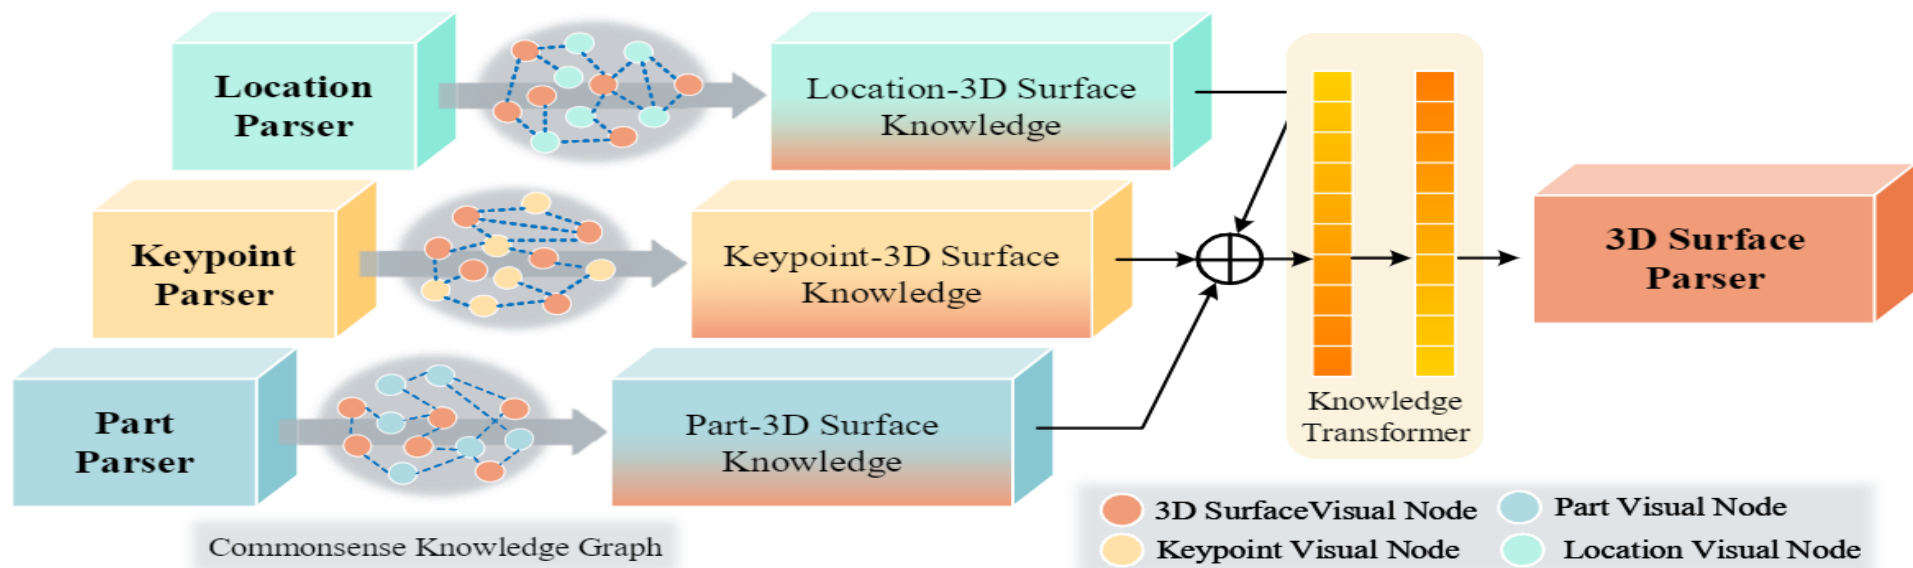 Location
Parser
Location-3D Surface
Knowledge
Keypoint
Parser
Keypoint-3D Surface
Knowledge
Part
Parser
Part-3D Surface
Knowledge
Knowledge
Transformer
3D Surface
Parser
Commonsense Knowledge Graph
3D SurfaceVisual Node
Part Visual Node
Keypoint Visual Node
Location Visual Node